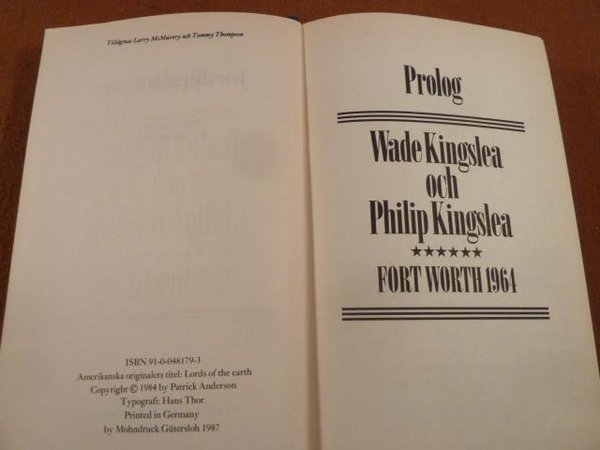 Tillägnat Larry McMurtry och Tommy Thompson
ISBN 91-0-048179-3
Amerikanska originalets titel: Lords of the earth
Copyright © 1984 by Patrick Anderson
Typografi: Hans Thor
Printed in Germany
by Mohndruck Gütersloh 1987
Prolog
Wade Kingslea
och
Philip Kingslea
★★★★★★
FORT WORTH 1964